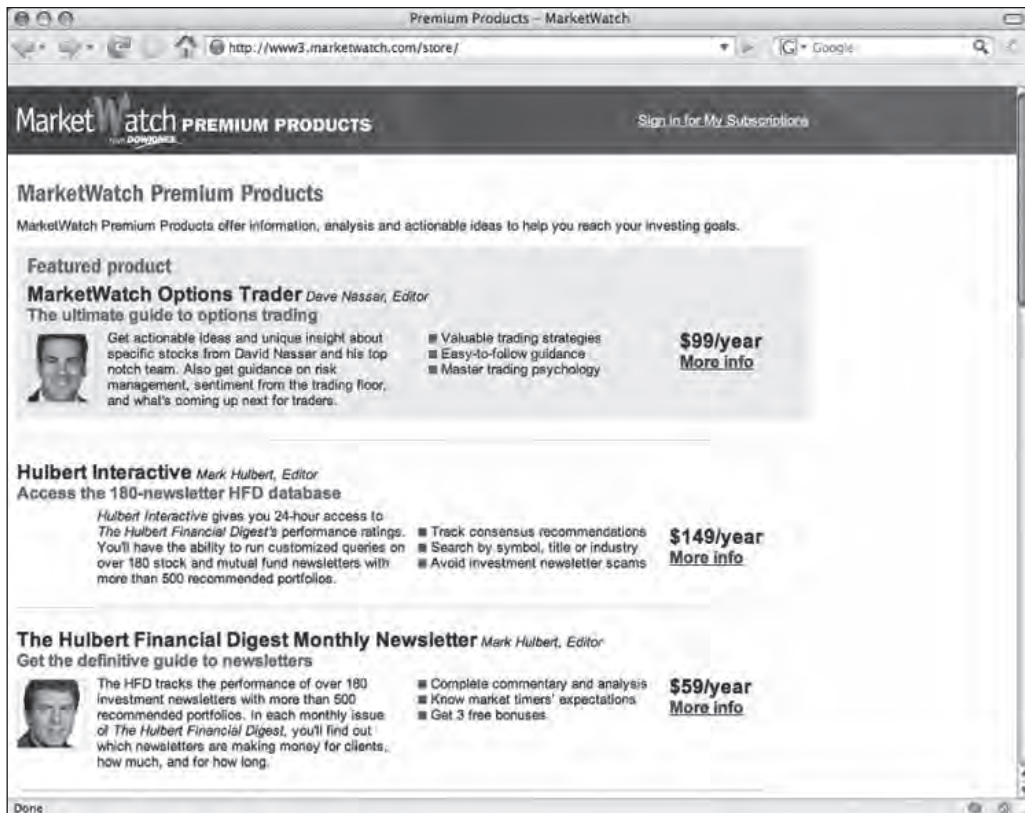 Premium Products – MarketWatch
http://www3.marketwatch.com/store/
G Google
MarketWatch PREMIUM PRODUCTS
FROM DOWJONES
Sign in for My Subscriptions
MarketWatch Premium Products
MarketWatch Premium Products offer information, analysis and actionable ideas to help you reach your investing goals.
Featured product
MarketWatch Options Trader Dave Nassar, Editor
The ultimate guide to options trading
Get actionable ideas and unique insight about
specific stocks from David Nassar and his top
notch team. Also get guidance on risk
management, sentiment from the trading floor,
and what's coming up next for traders.
Valuable trading strategies
Easy-to-follow guidance
Master trading psychology
$99/year
More info
Hulbert Interactive Mark Hulbert, Editor
Access the 180-newsletter HFD database
Hulbert Interactive gives you 24-hour access to
The Hulbert Financial Digest's performance ratings.
You'll have the ability to run customized queries on
over 180 stock and mutual fund newsletters with
more than 500 recommended portfolios.
Track consensus recommendations
Search by symbol, title or industry
Avoid investment newsletter scams
$149/year
More info
The Hulbert Financial Digest Monthly Newsletter Mark Hulbert, Editor
Get the definitive guide to newsletters
The HFD tracks the performance of over 180
investment newsletters with more than 500
recommended portfolios. In each monthly issue
of The Hulbert Financial Digest, you'll find out
which newsletters are making money for clients,
how much, and for how long.
Complete commentary and analysis
Know market timers' expectations
Get 3 free bonuses
$59/year
More info
Done